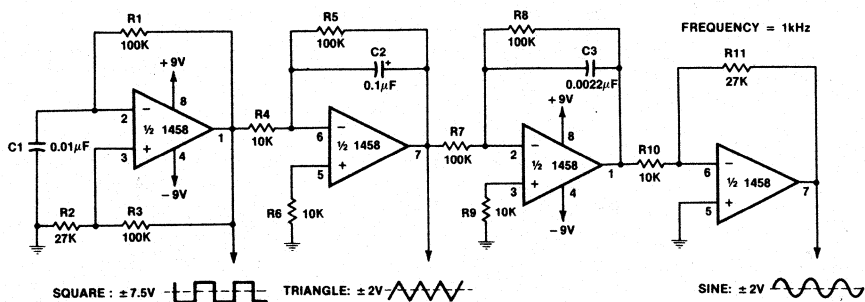 R1
100K
+9V
8
2
−
½ 1458
1
3
+
4
−9V
C1
0.01µF
R2
27K
R3
100K
R4
10K
R5
100K
C2
+
0.1µF
6
−
½ 1458
7
5
+
R6
10K
R7
100K
R8
100K
C3
0.0022µF
+9V
8
2
−
½ 1458
1
3
+
4
−9V
R9
10K
R10
10K
FREQUENCY = 1kHz
R11
27K
6
−
½ 1458
7
5
+
SQUARE: ±7.5V
TRIANGLE: ±2V
SINE: ±2V